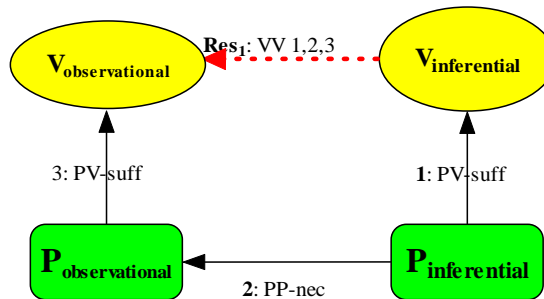 Res1: VV 1,2,3
Vobservational
Vinferential
3: PV-suff
1: PV-suff
Pobservational
Pinferential
2: PP-nec